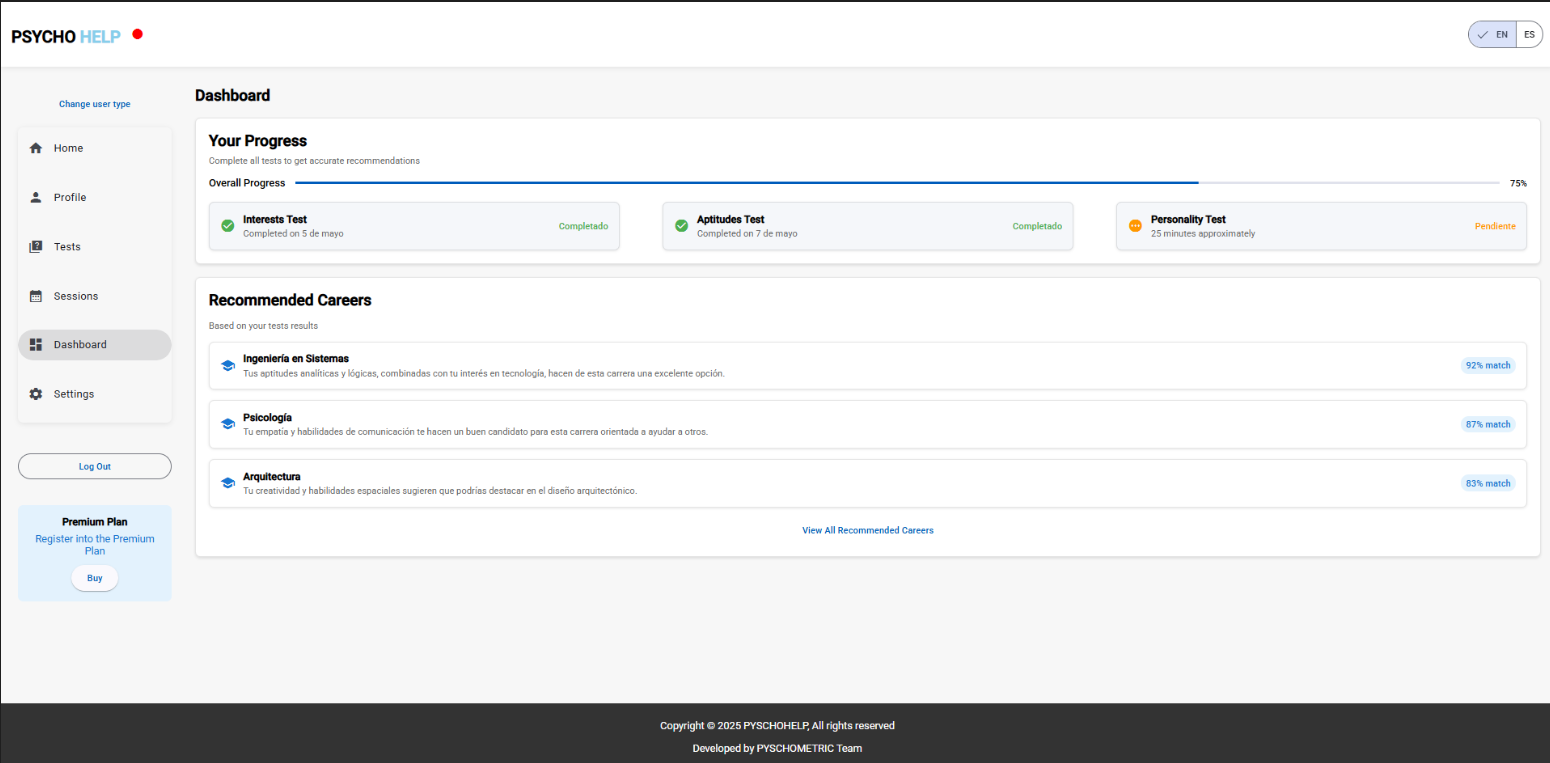 PSYCHO HELP
EN
ES
Change user type
Home
Profile
Tests
Sessions
Dashboard
Settings
Log Out
Premium Plan
Register into the Premium
Plan
Buy
Dashboard
Your Progress
Complete all tests to get accurate recommendations
Overall Progress
75%
Interests Test
Completed on 5 de mayo
Completado
Aptitudes Test
Completed on 7 de mayo
Completado
Personality Test
25 minutes approximately
Pendiente
Recommended Careers
Based on your tests results
Ingeniería en Sistemas
Tus aptitudes analíticas y lógicas, combinadas con tu interés en tecnología, hacen de esta carrera una excelente opción.
92% match
Psicología
Tu empatía y habilidades de comunicación te hacen un buen candidato para esta carrera orientada a ayudar a otros.
87% match
Arquitectura
Tu creatividad y habilidades espaciales sugieren que podrías destacar en el diseño arquitectónico.
83% match
View All Recommended Careers
Copyright © 2025 PYSCHOHELP, All rights reserved
Developed by PYSCHOMETRIC Team